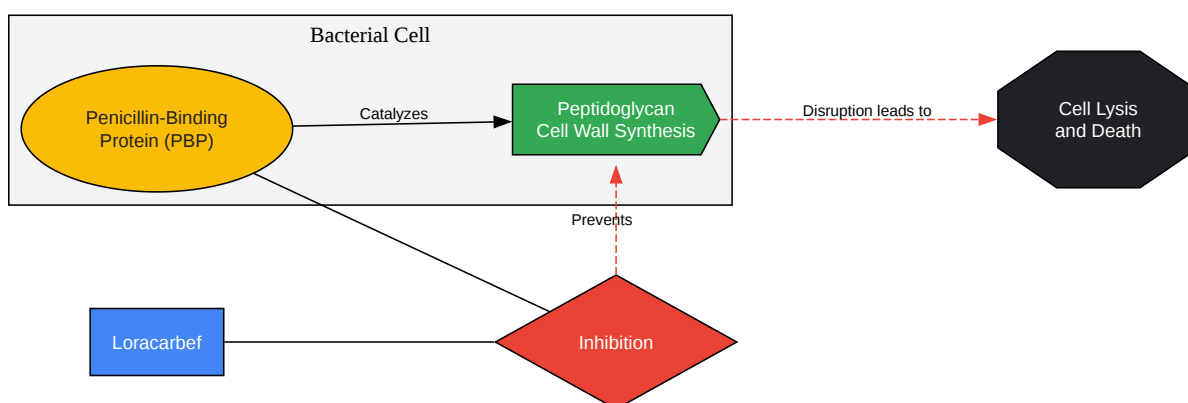 Bacterial Cell
Penicillin-Binding
Protein (PBP)
Catalyzes
Peptidoglycan
Cell Wall Synthesis
Disruption leads to
Cell Lysis
and Death
Prevents
Loracarbef
Inhibition